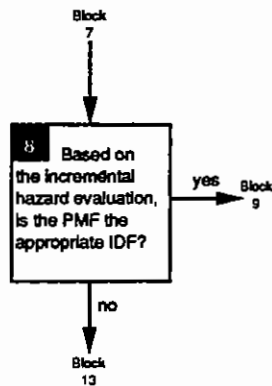 Block
7
8 Based on
the incremental
hazard evaluation,
is the PMF the
appropriate IDF?
yes
Block
9
no
Block
13